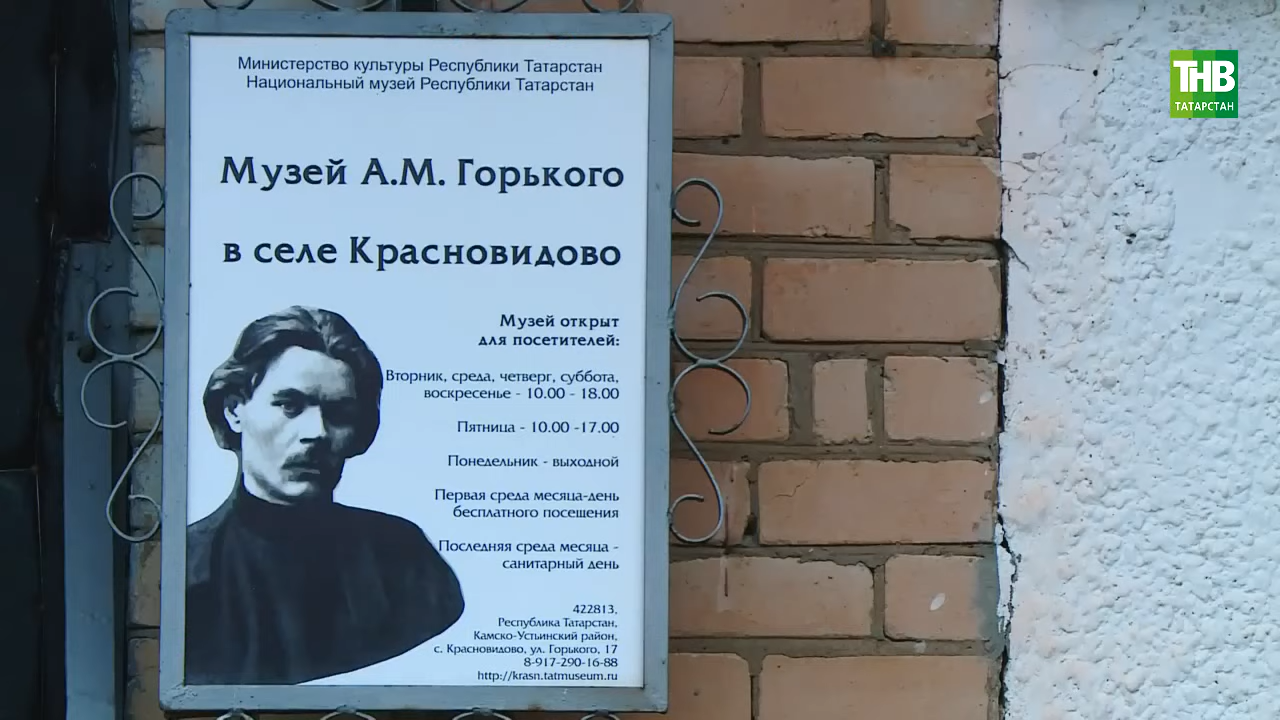 Министерство культуры Республики Татарстан
Национальный музей Республики Татарстан
Музей А.М. Горького
в селе Красновидово
Музей открыт
для посетителей:
Вторник, среда, четверг, суббота,
воскресенье - 10.00 - 18.00
Пятница - 10.00 -17.00
Понедельник - выходной
Первая среда месяца-день
бесплатного посещения
Последняя среда месяца -
санитарный день
422813,
Республика Татарстан,
Камско-Устьинский район,
с. Красновидово, ул. Горького, 17
8-917-290-16-88
http://krasn.tatmuseum.ru
ТНВ
ТАТАРСТАН